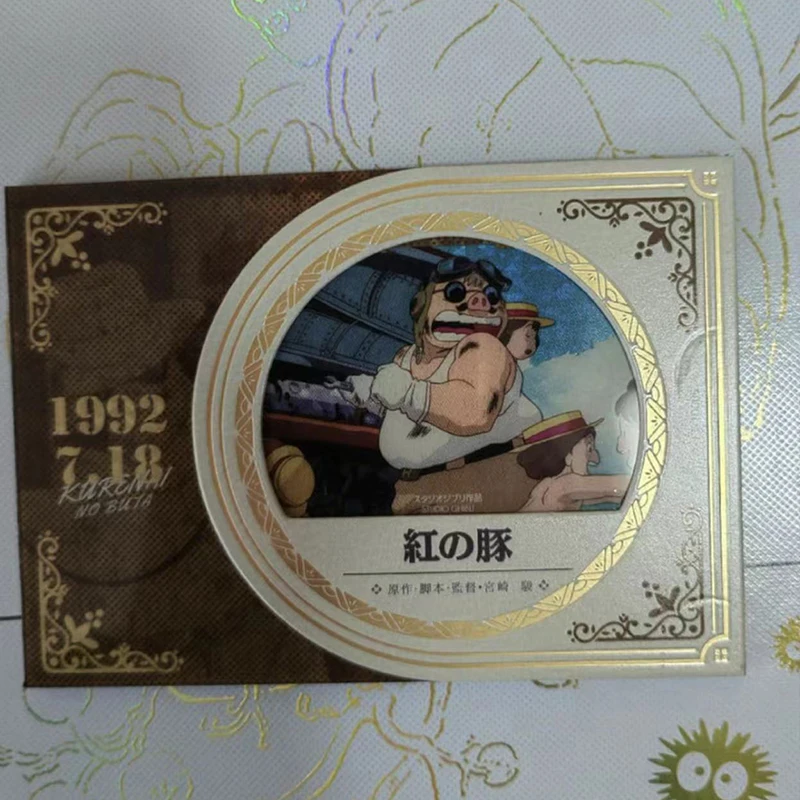 1992
7.18
KURENAI
NO BUTA
スタジオジブリ作品
STUDIO GHIBLI
紅の豚
原作・脚本・監督・宮崎 駿